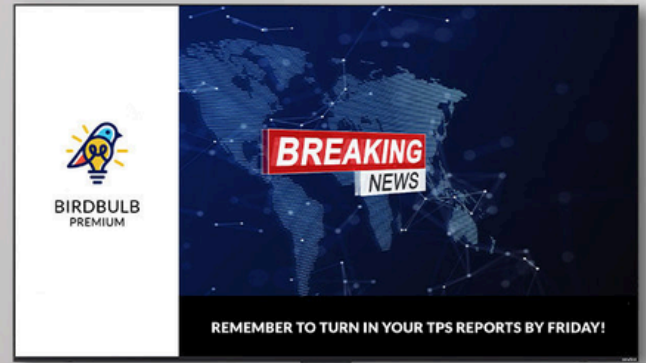 BIRDBULB
PREMIUM
BREAKING
NEWS
REMEMBER TO TURN IN YOUR TPS REPORTS BY FRIDAY!